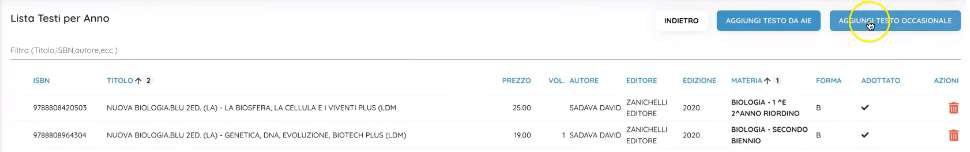 Lista Testi per Anno
INDIETRO AGGIUNGI TESTO DA AIE AGGIUNGI TESTO OCCASIONALE
Filtro (Titolo,ISBN,autore,ecc.)
ISBN TITOLO ↑ 2 PREZZO VOL. AUTORE EDITORE EDIZIONE MATERIA ↑ 1 FORMA ADOTTATO AZIONI
9788808420503 NUOVA BIOLOGIA.BLU 2ED. (LA) - LA BIOSFERA, LA CELLULA E I VIVENTI PLUS (LDM 25.00 SADAVA DAVID ZANICHELLI EDITORE 2020 BIOLOGIA - 1 ^E 2^ANNO RIORDINO B
9788808964304 NUOVA BIOLOGIA.BLU 2ED. (LA) - GENETICA, DNA, EVOLUZIONE, BIOTECH PLUS (LDM) 19.00 1 SADAVA DAVID ZANICHELLI EDITORE 2020 BIOLOGIA - SECONDO BIENNIO B